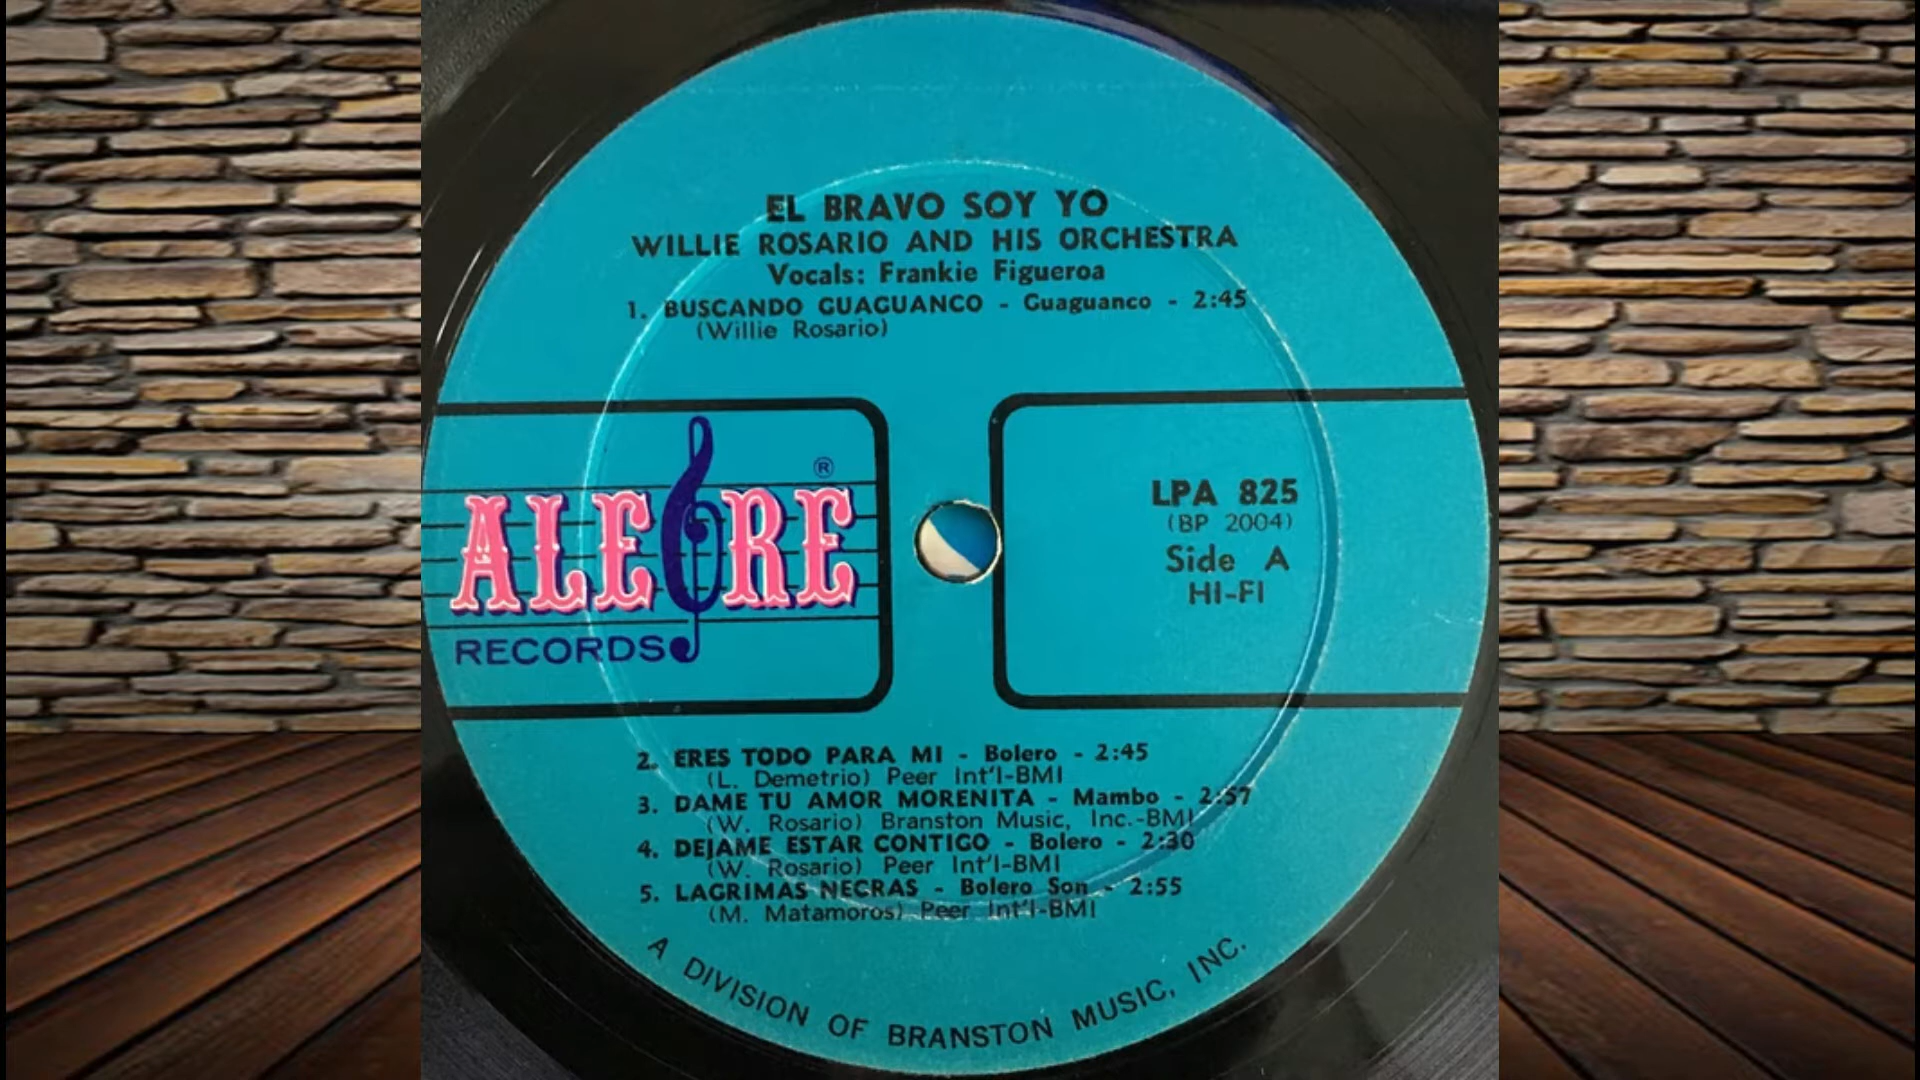 EL BRAVO SOY YO
WILLIE ROSARIO AND HIS ORCHESTRA
Vocals: Frankie Figueroa
1. BUSCANDO GUAGUANCO - Guaguanco - 2:45
(Willie Rosario)
ALEGRE ®
RECORDS
LPA 825
(BP 2004)
Side A
HI-FI
2. ERES TODO PARA MI - Bolero - 2:45
(L. Demetrio) Peer Int'l-BMI
3. DAME TU AMOR MORENITA - Mambo - 2:57
(W. Rosario) Branston Music, Inc.-BMI
4. DEJAME ESTAR CONTIGO - Bolero - 2:30
(W. Rosario) Peer Int'l-BMI
5. LAGRIMAS NEGRAS - Bolero Son - 2:55
(M. Matamoros) Peer Int'l-BMI
A DIVISION OF BRANSTON MUSIC, INC.